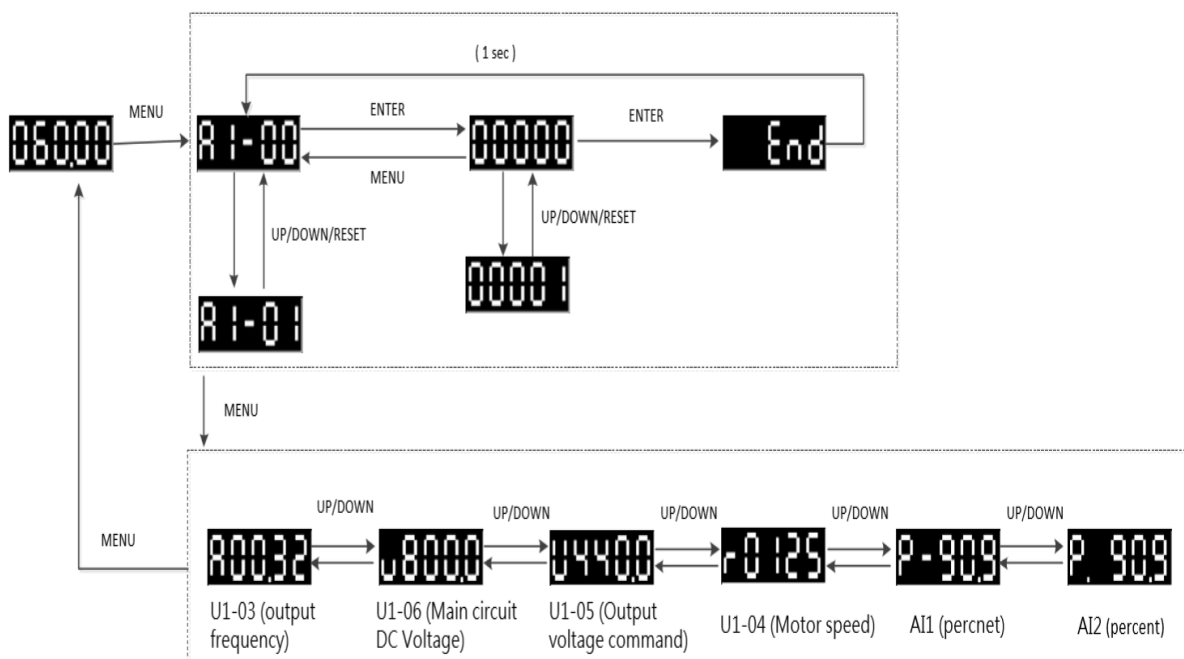 ( 1 sec )
MENU
ENTER
ENTER
060.00
A1-00
00000
End
MENU
UP/DOWN/RESET
UP/DOWN/RESET
00001
A1-01
MENU
UP/DOWN
UP/DOWN
UP/DOWN
UP/DOWN
UP/DOWN
MENU
A00.32
u800.0
U440.0
r0125
P-90.9
P. 90.9
U1-03 (output
frequency)
U1-06 (Main circuit
DC Voltage)
U1-05 (Output
voltage command)
U1-04 (Motor speed)
AI1 (percnet)
AI2 (percent)